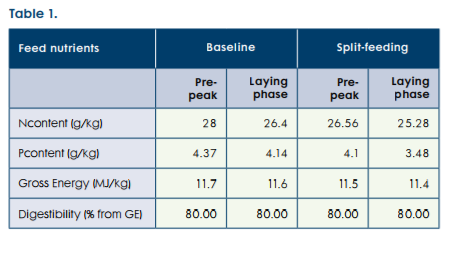 Table 1.
Feed nutrients Baseline Split-feeding
Pre-peak Laying phase Pre-peak Laying phase
Ncontent (g/kg) 28 26.4 26.56 25.28
Pcontent (g/kg) 4.37 4.14 4.1 3.48
Gross Energy (MJ/kg) 11.7 11.6 11.5 11.4
Digestibility (% from GE) 80.00 80.00 80.00 80.00